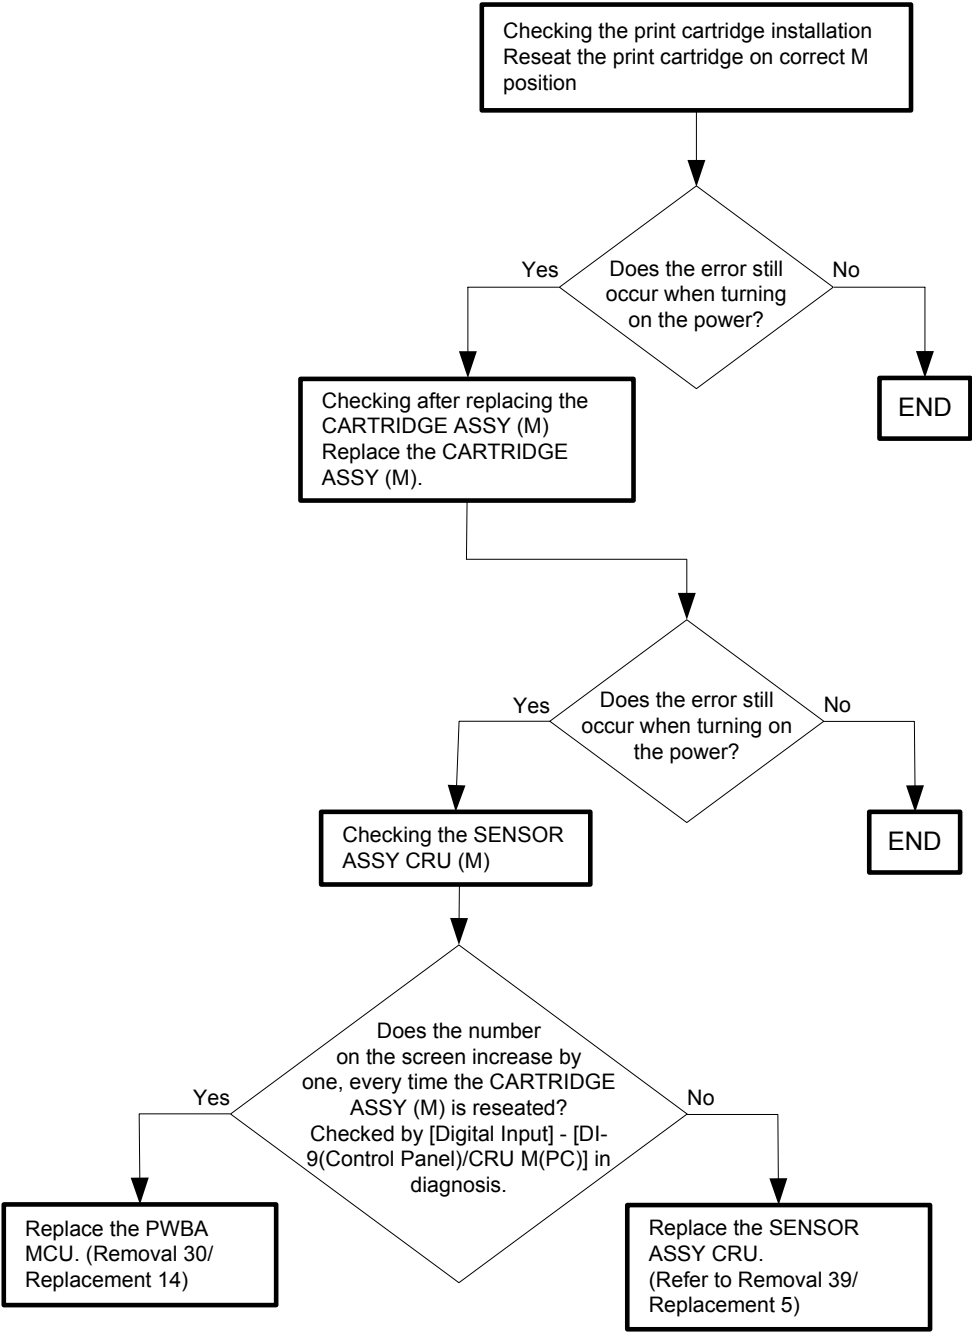 Checking the print cartridge installation
Reseat the print cartridge on correct M
position
Yes
Does the error still
occur when turning
on the power?
No
END
Checking after replacing the
CARTRIDGE ASSY (M)
Replace the CARTRIDGE
ASSY (M).
Yes
Does the error still
occur when turning on
the power?
No
END
Checking the SENSOR
ASSY CRU (M)
Yes
Does the number
on the screen increase by
one, every time the CARTRIDGE
ASSY (M) is reseated?
Checked by [Digital Input] - [DI-
9(Control Panel)/CRU M(PC)] in
diagnosis.
No
Replace the PWBA
MCU. (Removal 30/
Replacement 14)
Replace the SENSOR
ASSY CRU.
(Refer to Removal 39/
Replacement 5)